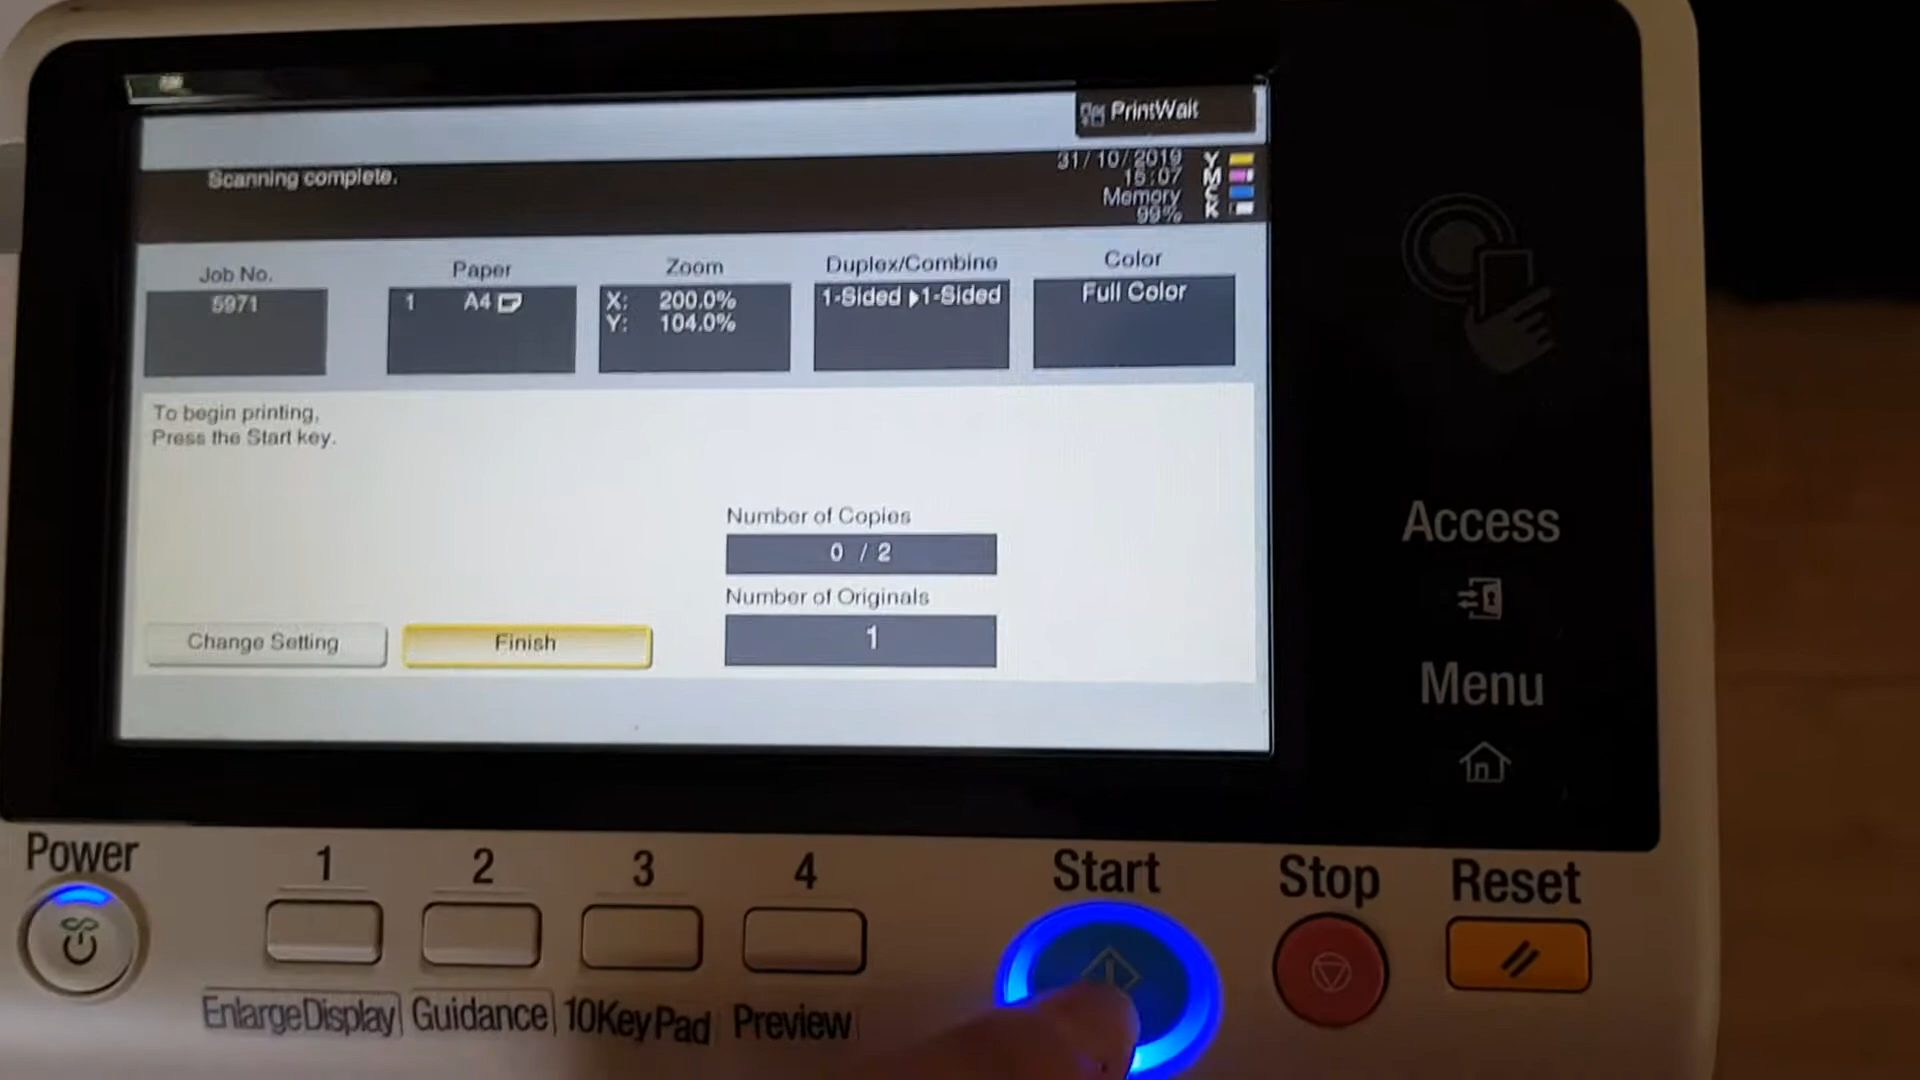 PrintWait
Scanning complete.
31/10/2019
15:07
Memory
99%
Y
M
C
K
Job No.
5971
Paper
1 A4
Zoom
X: 200.0%
Y: 104.0%
Duplex/Combine
1-Sided ▶1-Sided
Color
Full Color
To begin printing,
Press the Start key.
Number of Copies
0 / 2
Number of Originals
1
Change Setting
Finish
Access
Menu
Power
1
2
3
4
Start
Stop
Reset
EnlargeDisplay
Guidance
10KeyPad
Preview